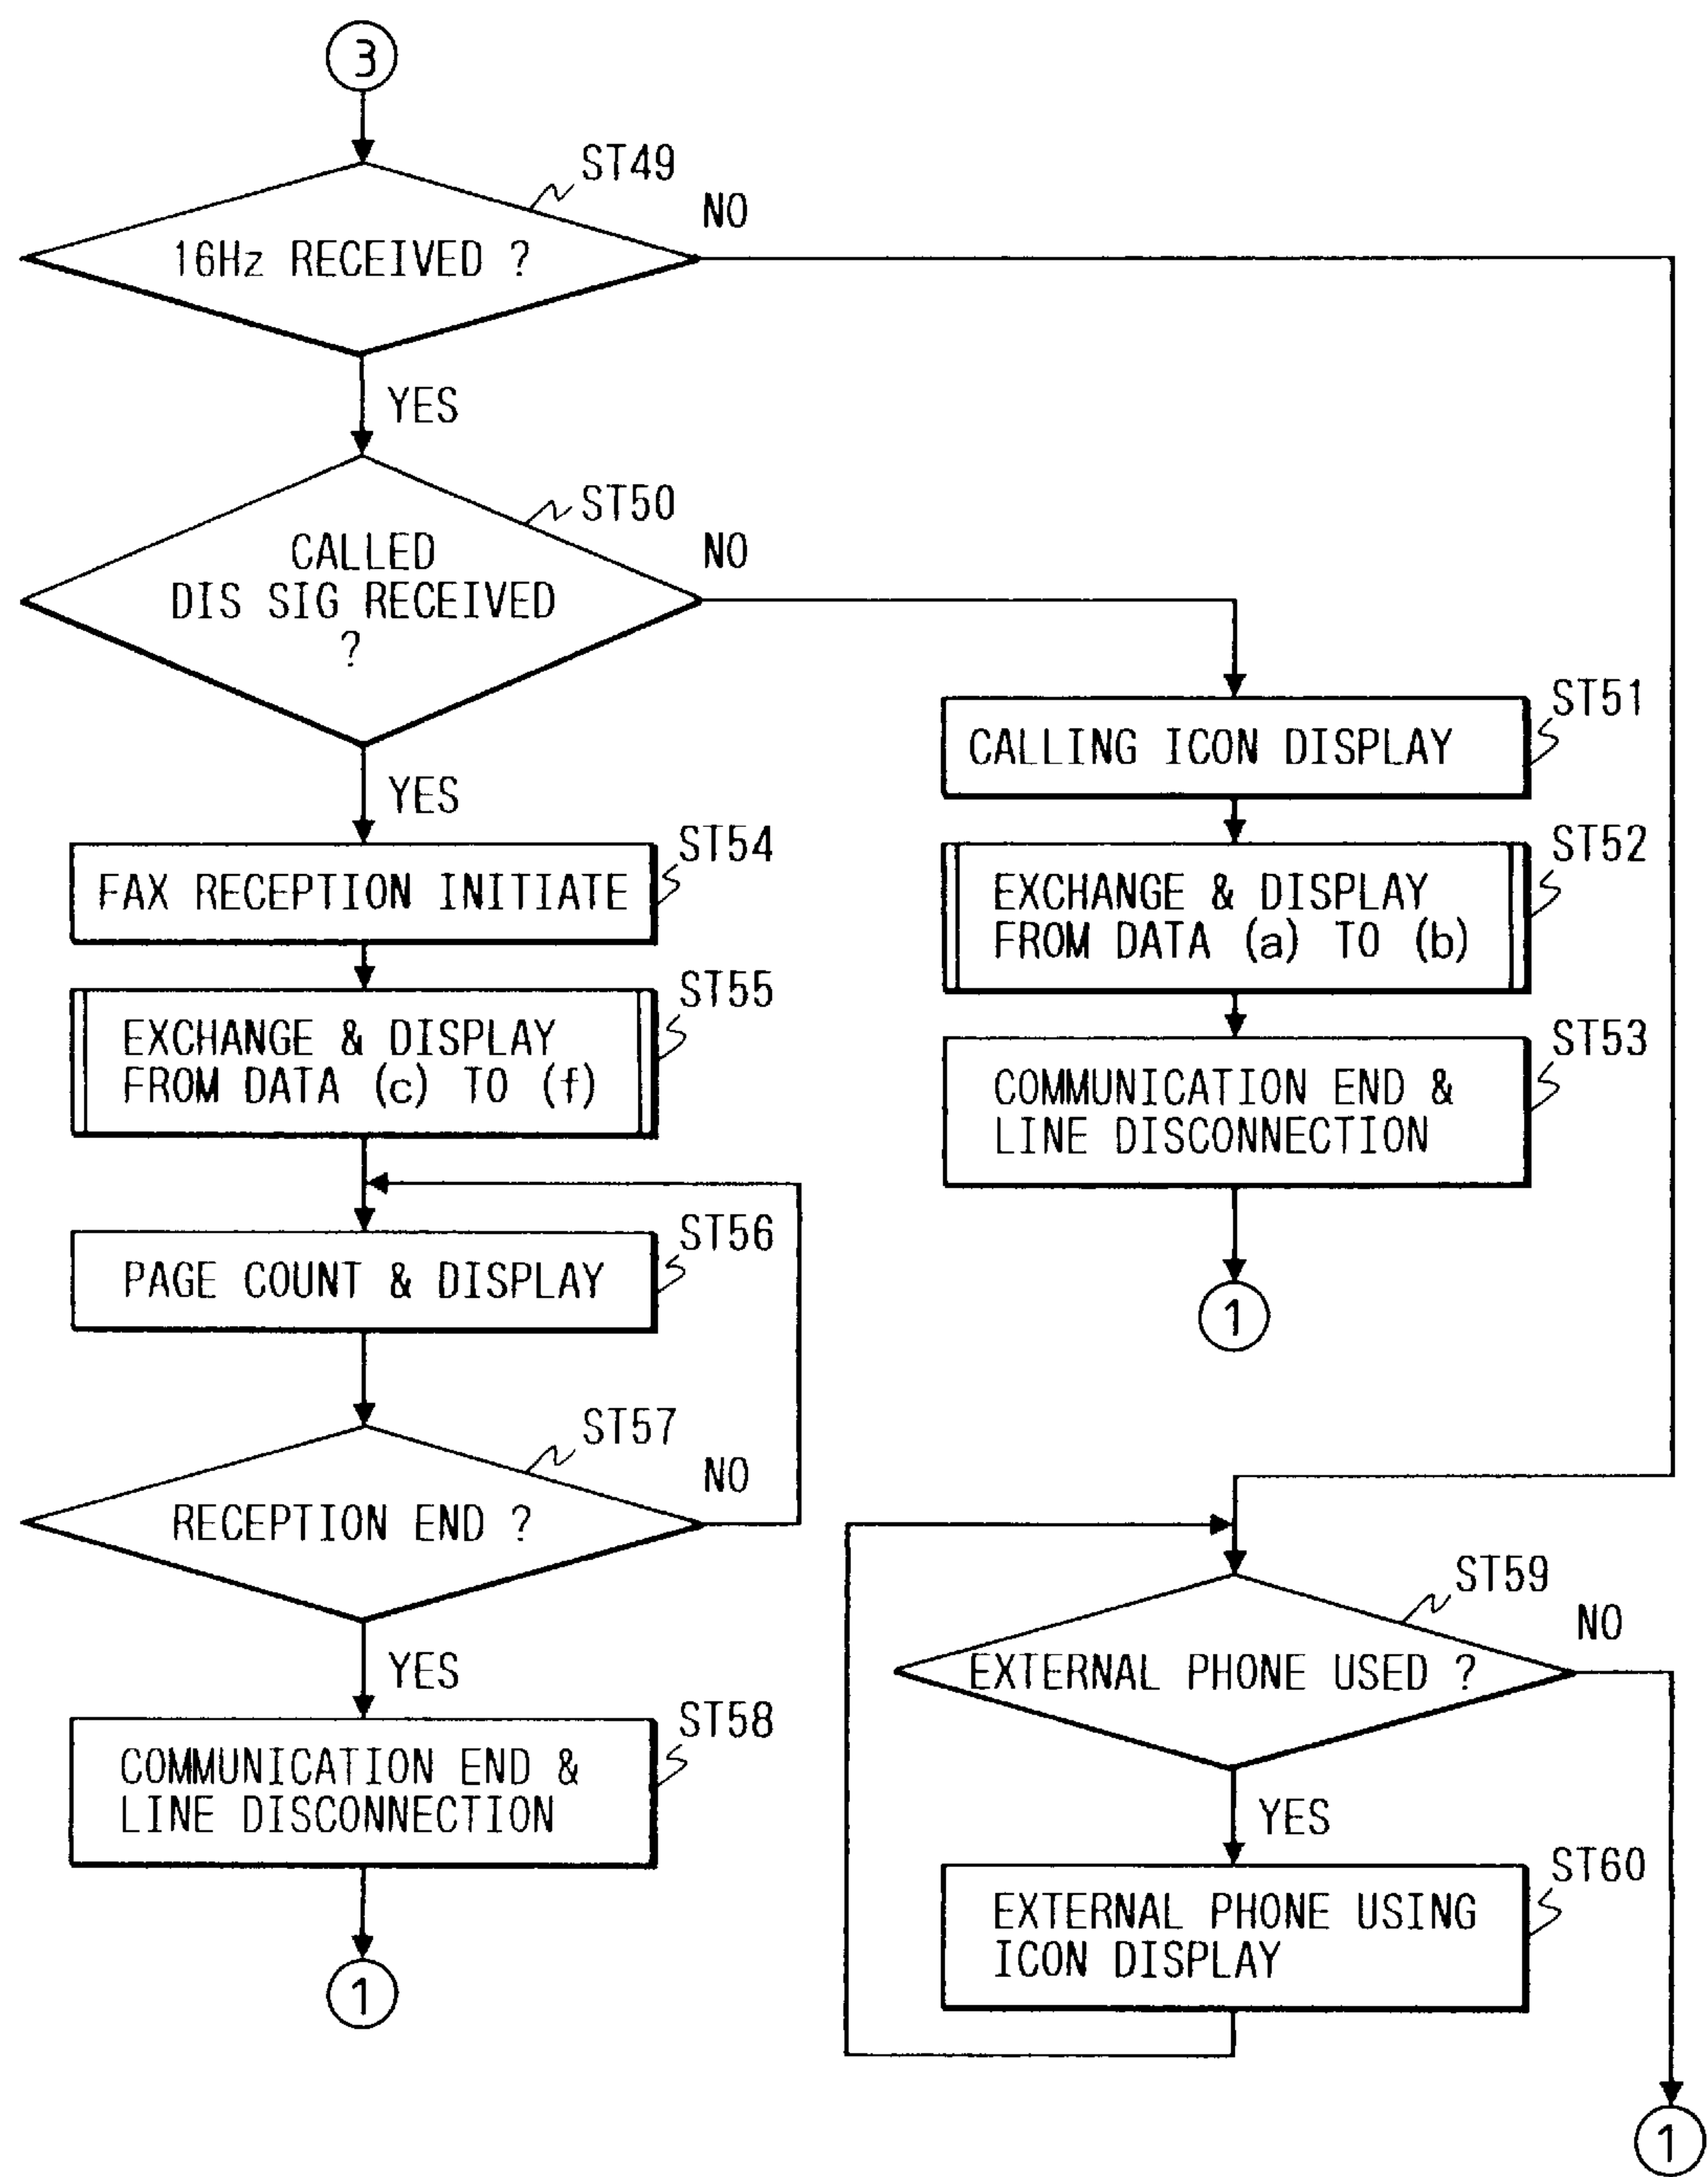 3
ST49
NO
16Hz RECEIVED ?
YES
ST50
NO
CALLED
DIS SIG RECEIVED
?
YES
ST51
CALLING ICON DISPLAY
ST54
FAX RECEPTION INITIATE
ST52
EXCHANGE & DISPLAY
FROM DATA (a) TO (b)
ST55
EXCHANGE & DISPLAY
FROM DATA (c) TO (f)
ST53
COMMUNICATION END &
LINE DISCONNECTION
1
ST56
PAGE COUNT & DISPLAY
ST57
NO
RECEPTION END ?
YES
ST58
COMMUNICATION END &
LINE DISCONNECTION
1
ST59
NO
EXTERNAL PHONE USED ?
YES
ST60
EXTERNAL PHONE USING
ICON DISPLAY
1